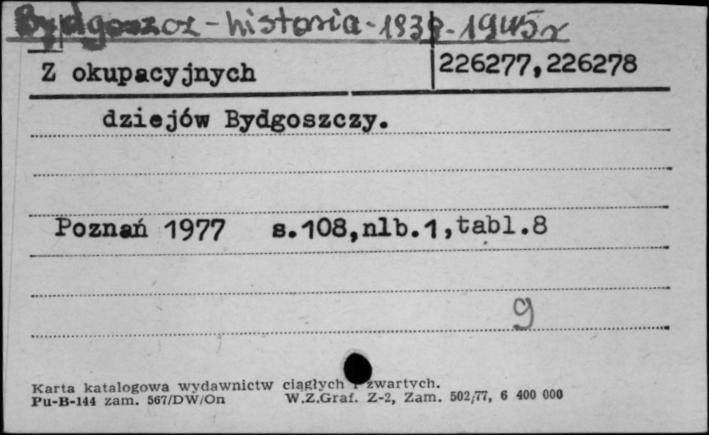 Bydgoszcz - historia - 1939 - 1945 r
Z okupacyjnych 226277,226278
dziejów Bydgoszczy.
Poznań 1977 s.108,nlb.1,tabl.8
9
Karta katalogowa wydawnictw ciągłych i zwartych.
Pu-B-144 zam. 567/DW/On W.Z.Graf. Z-2, Zam. 502/77, 6 400 000